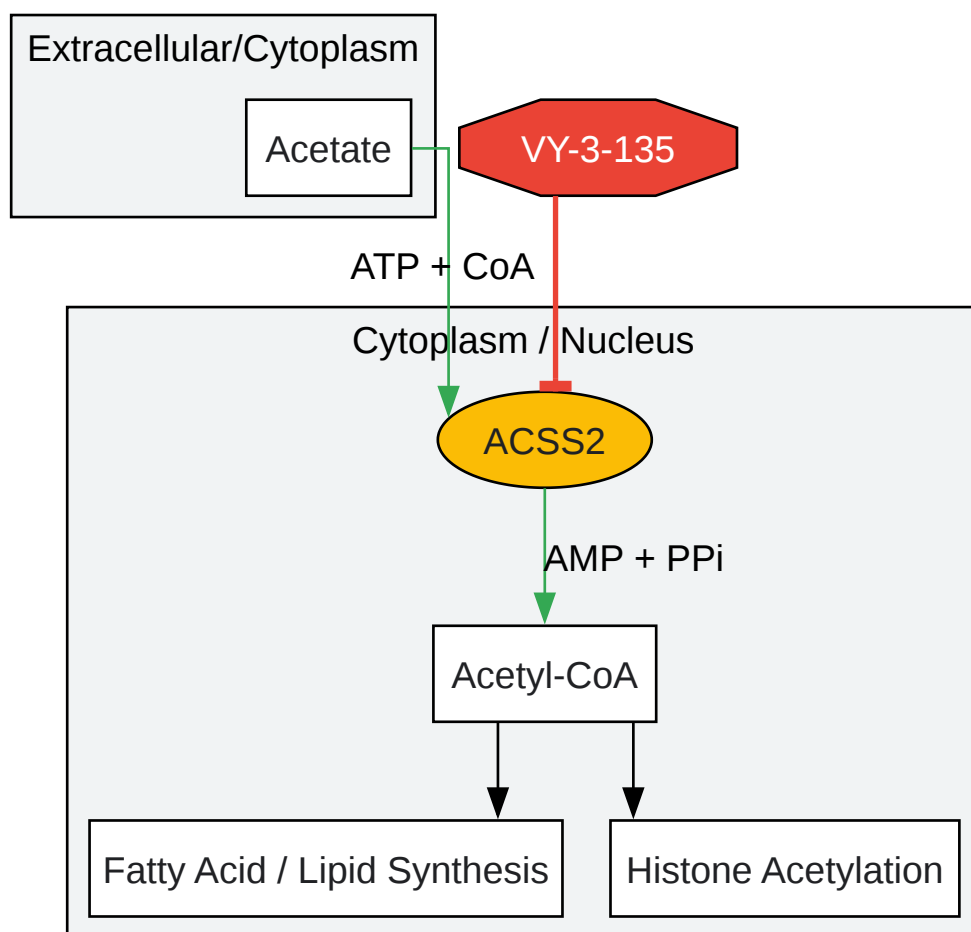 Extracellular/Cytoplasm
Acetate
VY-3-135
ATP + CoA
Cytoplasm / Nucleus
ACSS2
AMP + PPi
Acetyl-CoA
Fatty Acid / Lipid Synthesis
Histone Acetylation